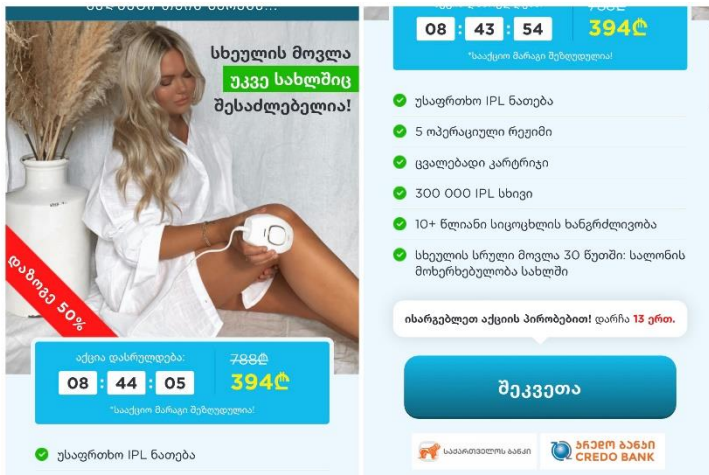 სხეულის მოვლა
უკვე სახლშიც
შესაძლებელია!
დაზოგე 50%
აქცია დასრულდება:
788₾
08 : 44 : 05
394₾
*სააქციო მარაგი შეზღუდულია!
უსაფრთხო IPL ნათება
08 : 43 : 54
394₾
*სააქციო მარაგი შეზღუდულია!
უსაფრთხო IPL ნათება
5 ოპერაციული რეჟიმი
ცვალებადი კარტრიჯი
300 000 IPL სხივი
10+ წლიანი სიცოცხლის ხანგრძლივობა
სხეულის სრული მოვლა 30 წუთში: სალონის
მოხერხებულობა სახლში
ისარგებლეთ აქციის პირობებით! დარჩა 13 ერთ.
შეკვეთა
საქართველოს ბანკი
კრედო ბანკი
CREDO BANK